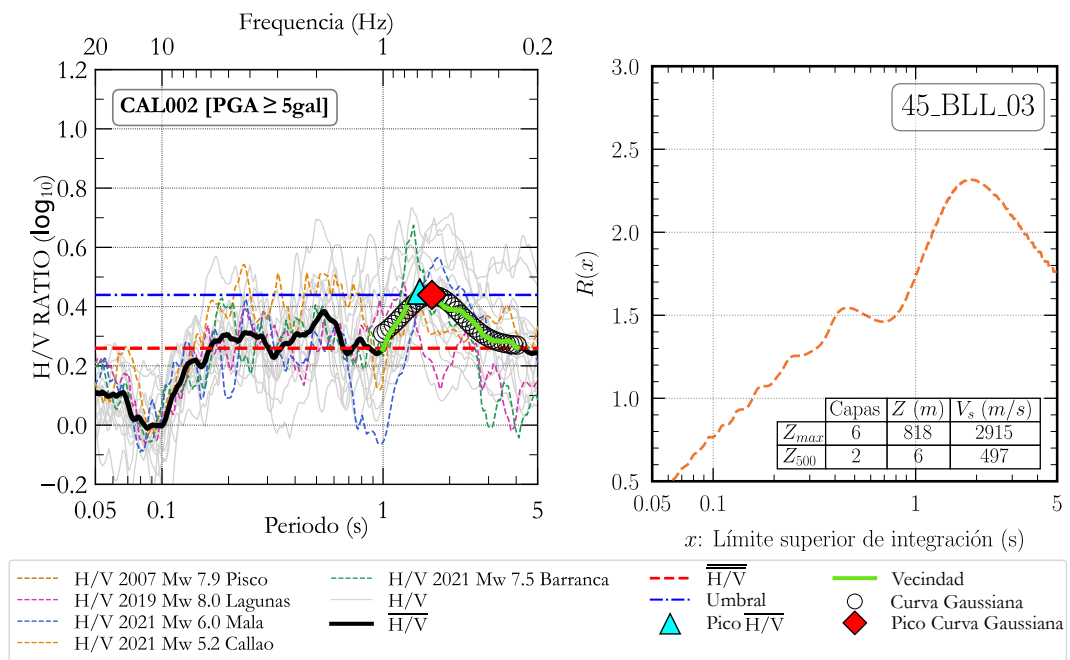 Frequencia (Hz)
20 10 1 0.2
1.2
1.0
0.8
0.6
0.4
0.2
0.0
−0.2
H/V RATIO (log10)
CAL002 [PGA ≥ 5gal]
0.05 0.1 1 5
Periodo (s)
3.0
2.5
2.0
1.5
1.0
0.5
R(x)
45_BLL_03
Capas Z (m) Vs (m/s)
Zmax 6 818 2915
Z500 2 6 497
0.05 0.1 1 5
x: Límite superior de integración (s)
H/V 2007 Mw 7.9 Pisco
H/V 2019 Mw 8.0 Lagunas
H/V 2021 Mw 6.0 Mala
H/V 2021 Mw 5.2 Callao
H/V 2021 Mw 7.5 Barranca
H/V
H/V
H/V
Umbral
Pico H/V
Vecindad
Curva Gaussiana
Pico Curva Gaussiana